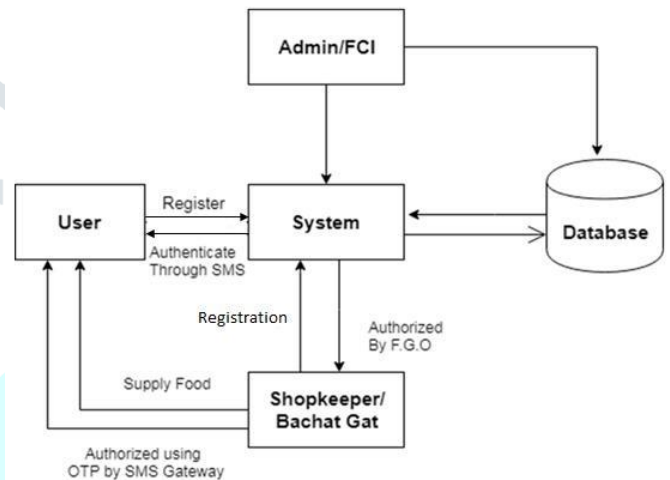 Admin/FCI
User
Register
System
Database
Authenticate
Through SMS
Registration
Authorized
By F.G.O
Supply Food
Shopkeeper/
Bachat Gat
Authorized using
OTP by SMS Gateway